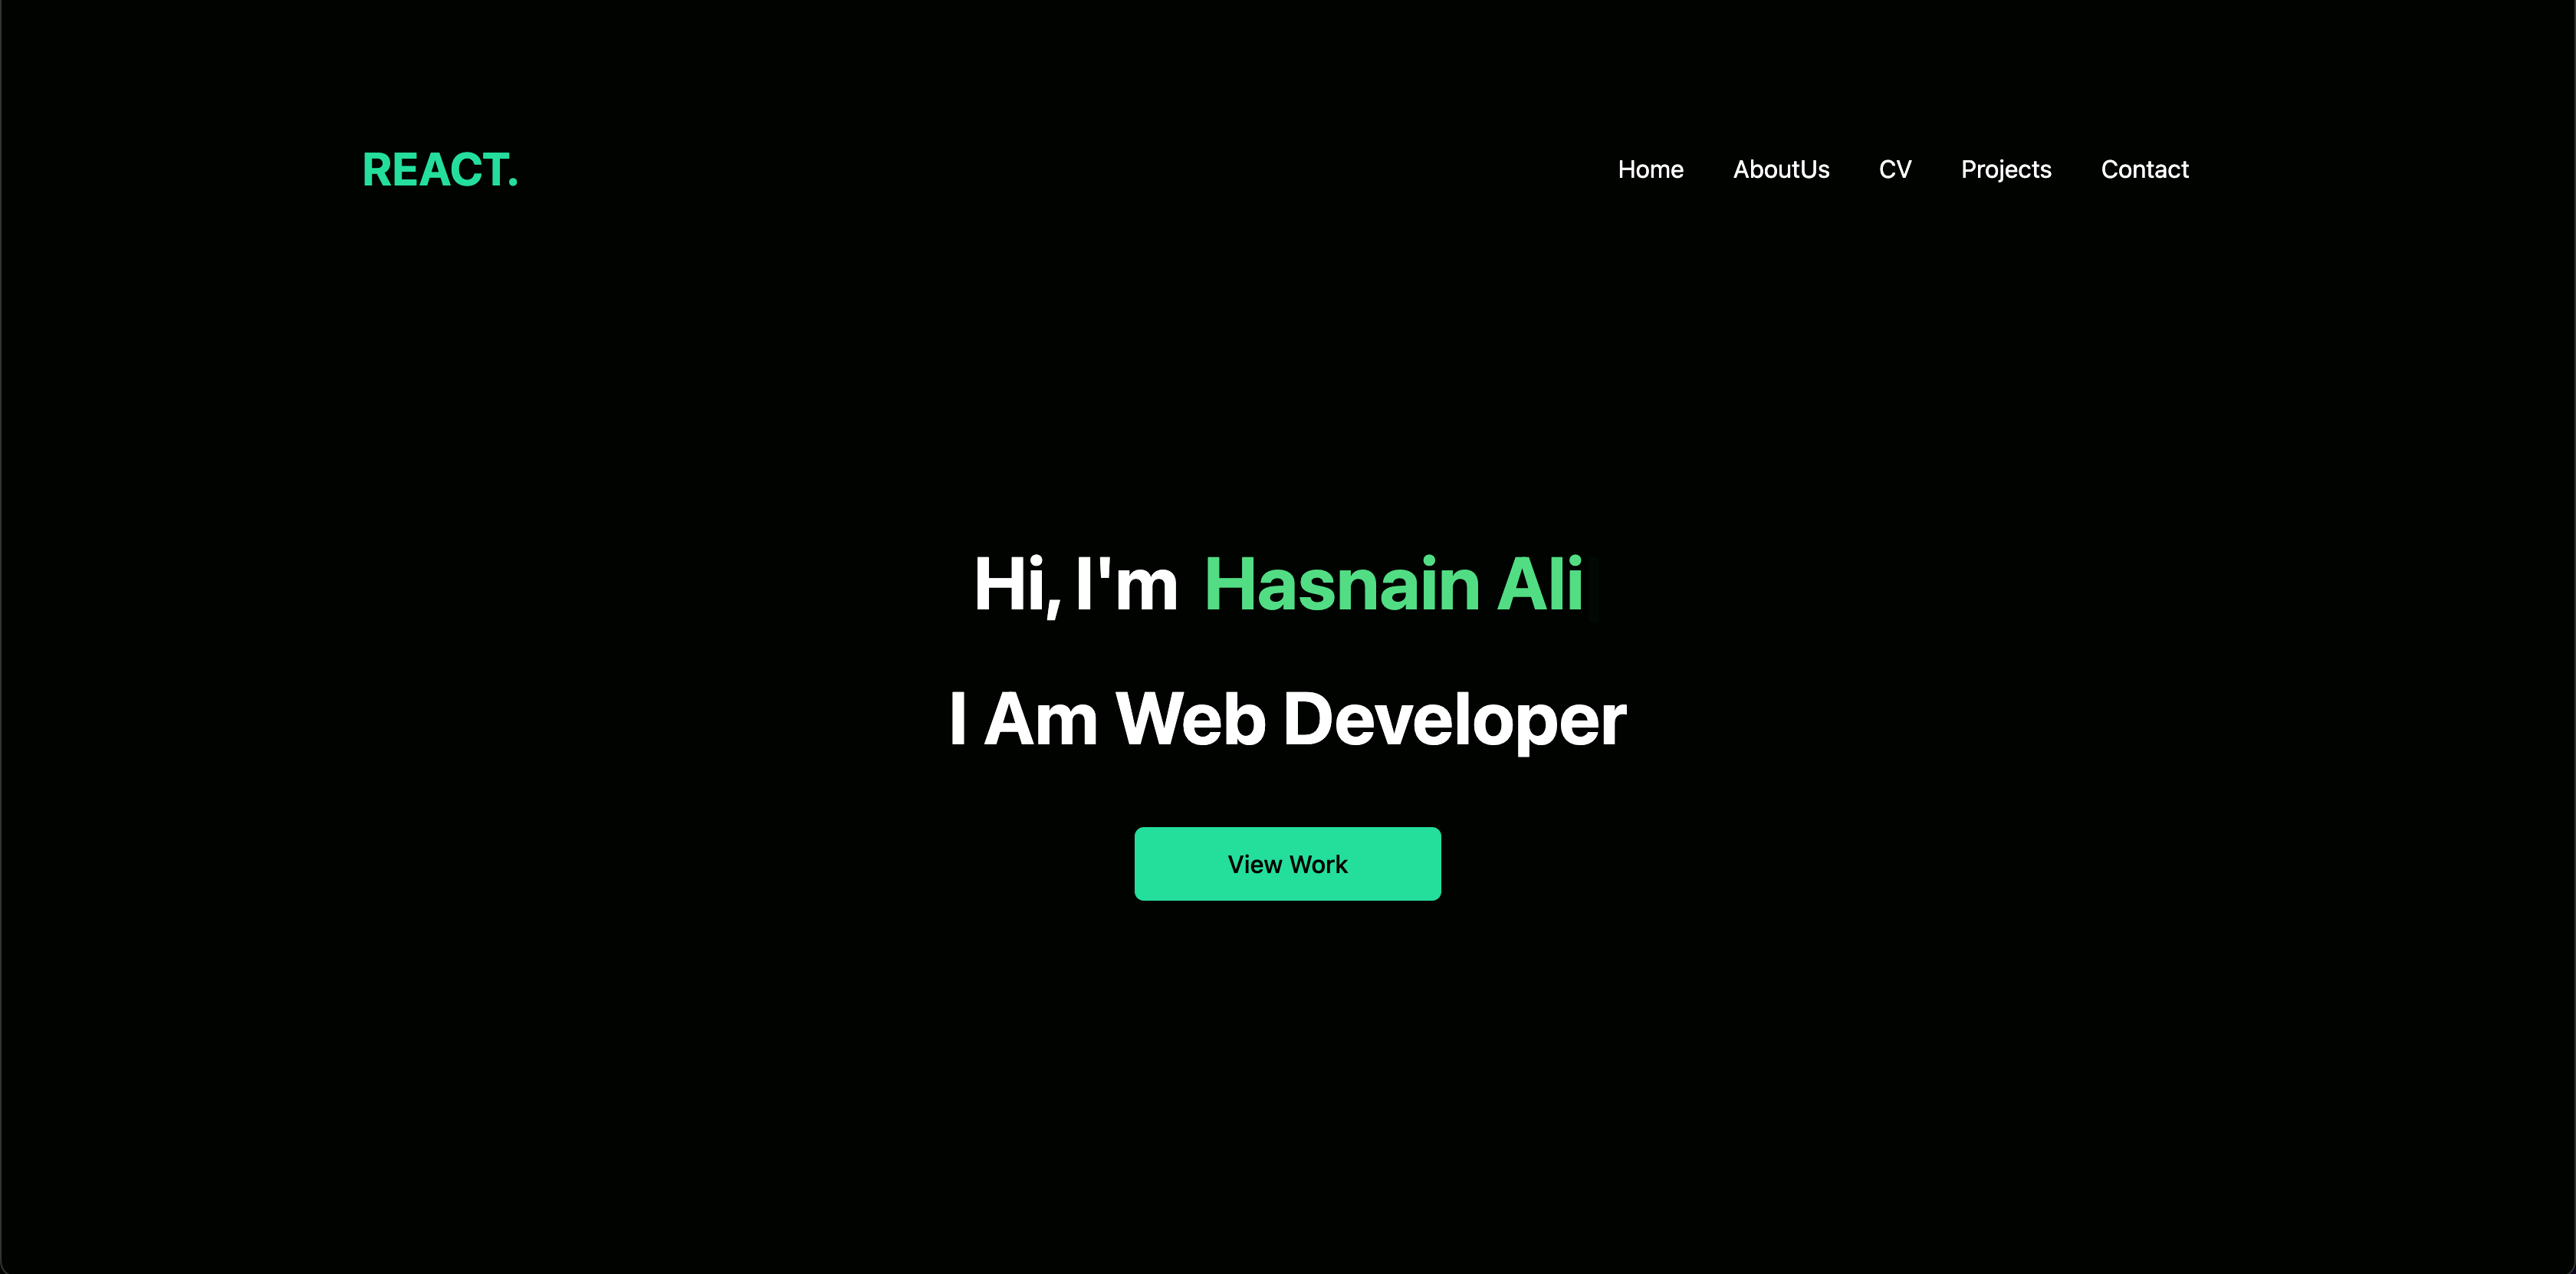 REACT.
Home AboutUs CV Projects Contact
Hi, I'm Hasnain Ali
I Am Web Developer
View Work